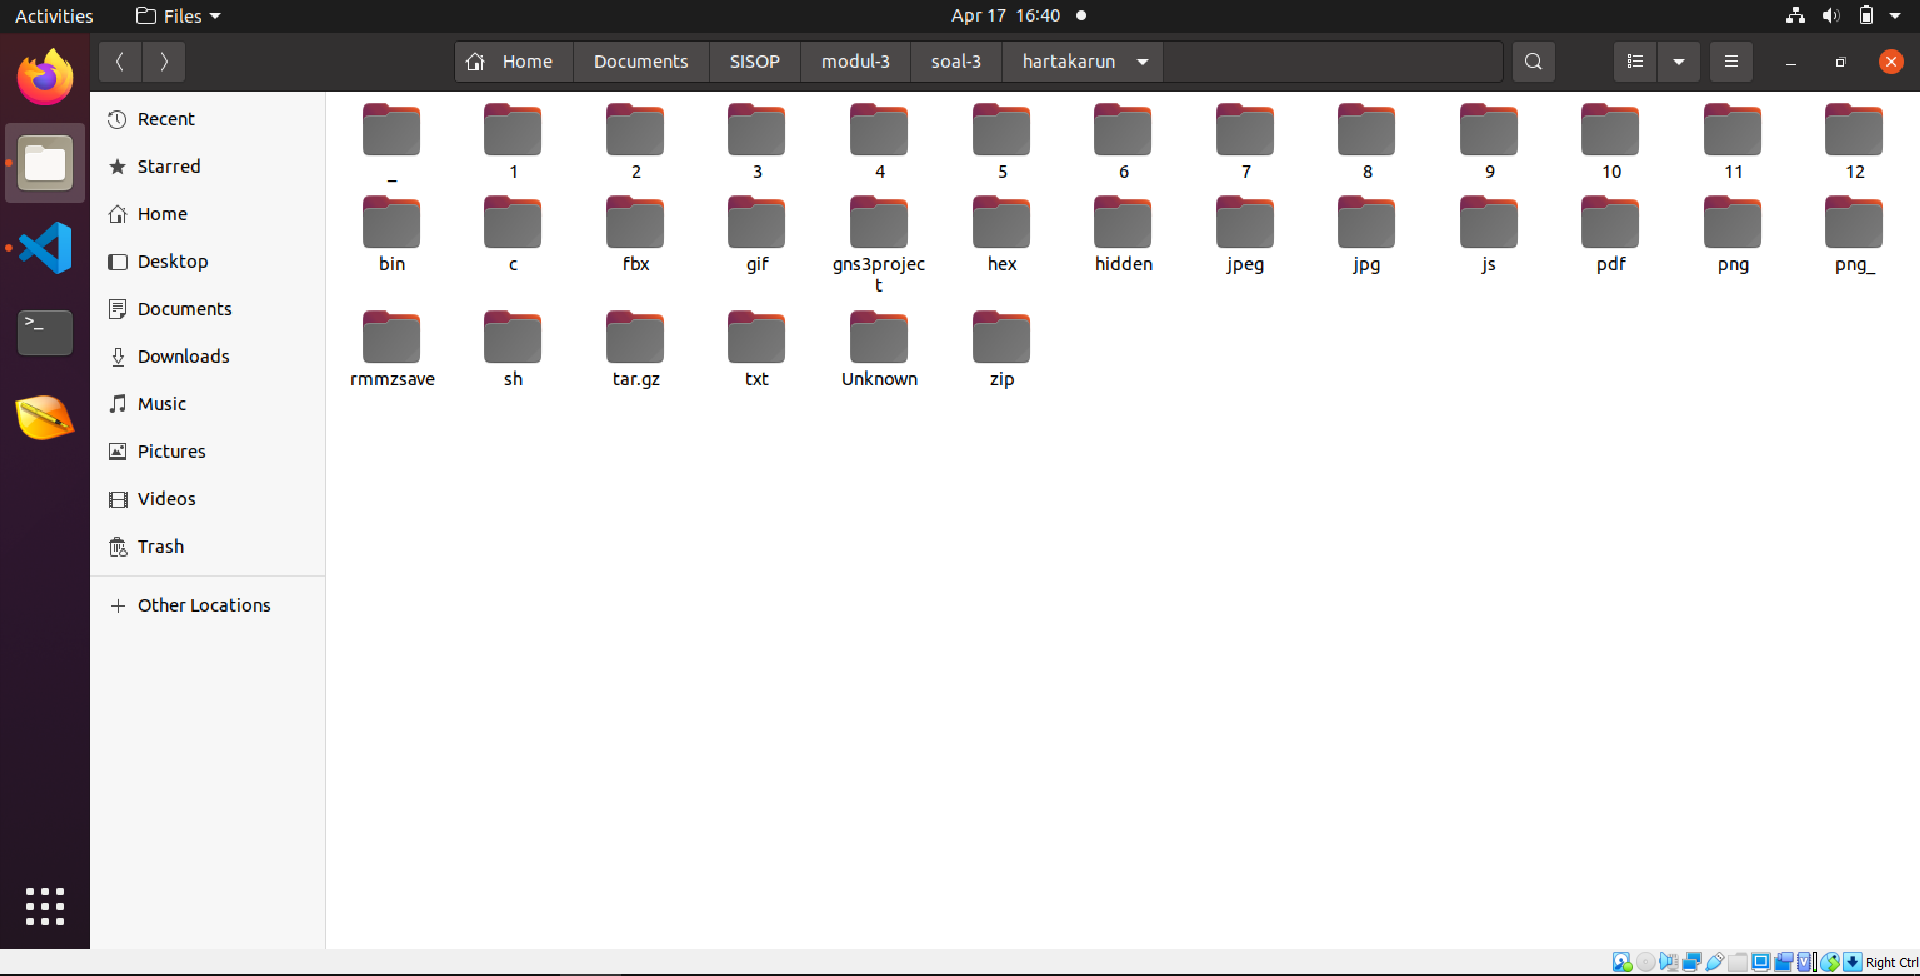 Activities Files Apr 17 16:40
Home Documents SISOP modul-3 soal-3 hartakarun
Recent
Starred
Home
Desktop
Documents
Downloads
Music
Pictures
Videos
Trash
Other Locations
_ 1 2 3 4 5 6 7 8 9 10 11 12
bin c fbx gif gns3projec hex hidden jpeg jpg js pdf png png_
t
rmmzsave sh tar.gz txt Unknown zip
>_
Right Ctrl